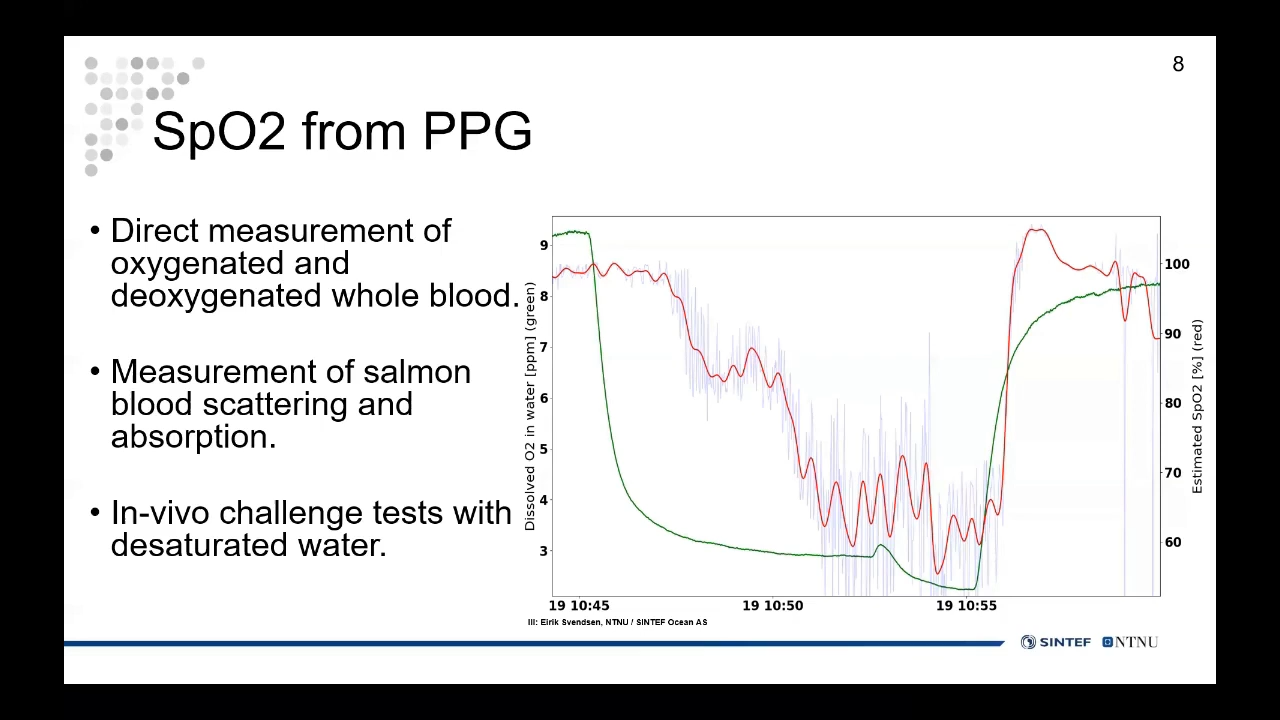 8
SpO2 from PPG
• Direct measurement of
oxygenated and
deoxygenated whole blood.
• Measurement of salmon
blood scattering and
absorption.
• In-vivo challenge tests with
desaturated water.
Dissolved O2 in water [ppm] (green)
9
8
7
6
5
4
3
100
90
80
70
60
Estimated SpO2 [%] (red)
19 10:45 19 10:50 19 10:55
Ill: Eirik Svendsen, NTNU / SINTEF Ocean AS
SINTEF NTNU